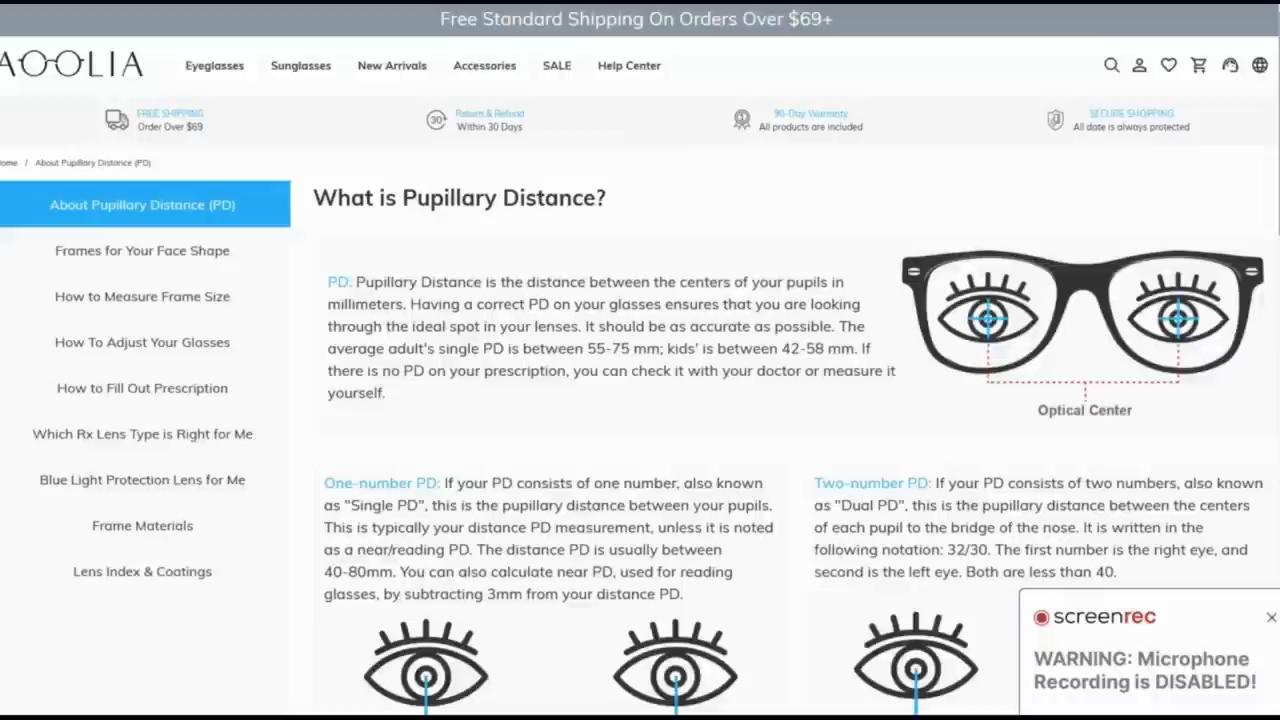 Free Standard Shipping On Orders Over $69+
AOOLIA
Eyeglasses Sunglasses New Arrivals Accessories SALE Help Center
FREE SHIPPING
Order Over $69
30+
Return & Refund
Within 30 Days
90-Day Warranty
All products are included
SECURE SHOPPING
All date is always protected
ome / About Pupillary Distance (PD)
About Pupillary Distance (PD)
Frames for Your Face Shape
How to Measure Frame Size
How To Adjust Your Glasses
How to Fill Out Prescription
Which Rx Lens Type is Right for Me
Blue Light Protection Lens for Me
Frame Materials
Lens Index & Coatings
What is Pupillary Distance?
PD: Pupillary Distance is the distance between the centers of your pupils in
millimeters. Having a correct PD on your glasses ensures that you are looking
through the ideal spot in your lenses. It should be as accurate as possible. The
average adult's single PD is between 55-75 mm; kids' is between 42-58 mm. If
there is no PD on your prescription, you can check it with your doctor or measure it
yourself.
Optical Center
One-number PD: If your PD consists of one number, also known
as "Single PD", this is the pupillary distance between your pupils.
This is typically your distance PD measurement, unless it is noted
as a near/reading PD. The distance PD is usually between
40-80mm. You can also calculate near PD, used for reading
glasses, by subtracting 3mm from your distance PD.
Two-number PD: If your PD consists of two numbers, also known
as "Dual PD", this is the pupillary distance between the centers
of each pupil to the bridge of the nose. It is written in the
following notation: 32/30. The first number is the right eye, and
second is the left eye. Both are less than 40.
screenrec
WARNING: Microphone
Recording is DISABLED!